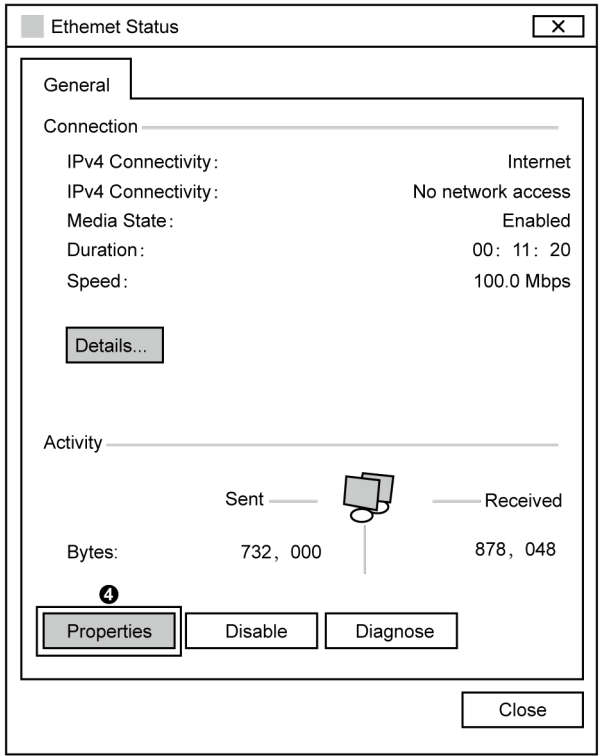 Ethemet Status
General
Connection
IPv4 Connectivity: Internet
IPv4 Connectivity: No network access
Media State: Enabled
Duration: 00: 11: 20
Speed: 100.0 Mbps
Details...
Activity
Sent Received
Bytes: 732, 000 878, 048
❹
Properties Disable Diagnose
Close